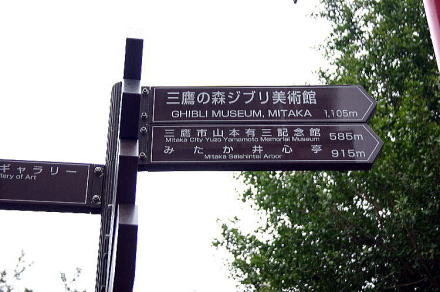 三鷹の森ジブリ美術館
GHIBLI MUSEUM, MITAKA 1,105m
三鷹市山本有三記念館 585m
Mitaka City Yuzo Yamamoto Memorial Museum
みたか井心亭 915m
Mitaka Seishintei Arbor
ギャラリー
of Art